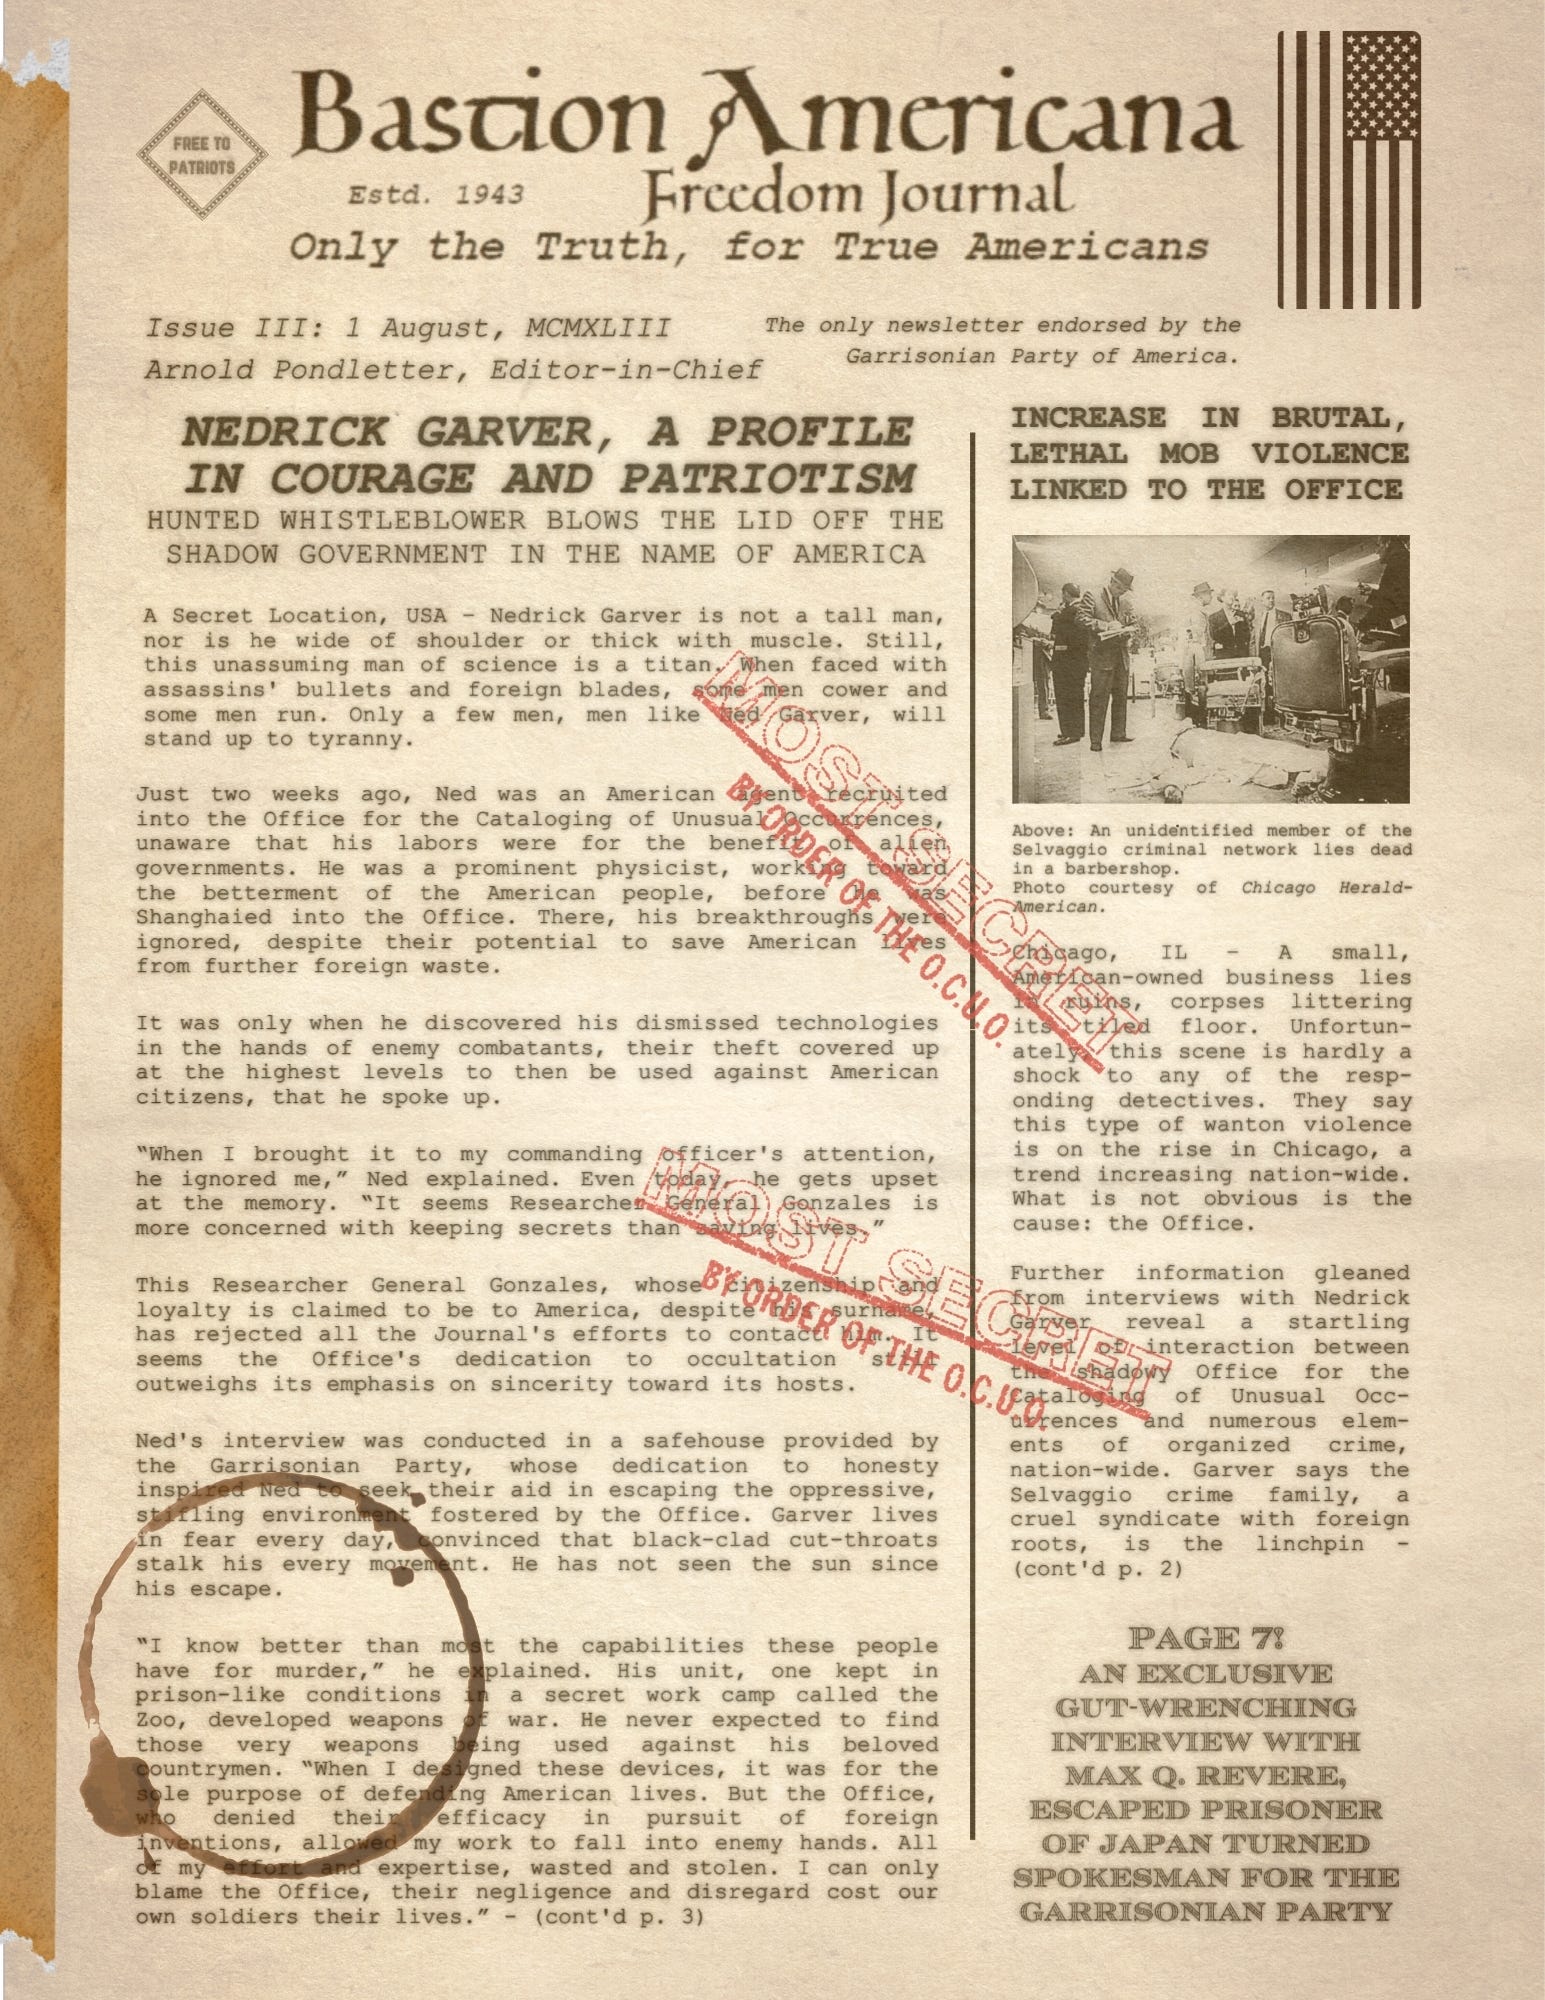 FREE TO
PATRIOTS
Bastion Americana
Estd. 1943
Freedom Journal
Only the Truth, for True Americans
Issue III: 1 August, MCMXLIII
Arnold Pondletter, Editor-in-Chief
The only newsletter endorsed by the
Garrisonian Party of America.
NEDRICK GARVER, A PROFILE
IN COURAGE AND PATRIOTISM
HUNTED WHISTLEBLOWER BLOWS THE LID OFF THE
SHADOW GOVERNMENT IN THE NAME OF AMERICA
A Secret Location, USA – Nedrick Garver is not a tall man,
nor is he wide of shoulder or thick with muscle. Still,
this unassuming man of science is a titan. When faced with
assassins' bullets and foreign blades, some men cower and
some men run. Only a few men, men like Ned Garver, will
stand up to tyranny.
Just two weeks ago, Ned was an American agent recruited
into the Office for the Cataloging of Unusual Occurrences,
unaware that his labors were for the benefit of alien
governments. He was a prominent physicist, working toward
the betterment of the American people, before he was
Shanghaied into the Office. There, his breakthroughs were
ignored, despite their potential to save American lives
from further foreign waste.
It was only when he discovered his dismissed technologies
in the hands of enemy combatants, their theft covered up
at the highest levels to then be used against American
citizens, that he spoke up.
“When I brought it to my commanding officer's attention,
he ignored me,” Ned explained. Even today, he gets upset
at the memory. “It seems Researcher General Gonzales is
more concerned with keeping secrets than saving lives.”
This Researcher General Gonzales, whose citizenship and
loyalty is claimed to be to America, despite his surname,
has rejected all the Journal's efforts to contact him. It
seems the Office's dedication to occultation still
outweighs its emphasis on sincerity toward its hosts.
Ned's interview was conducted in a safehouse provided by
the Garrisonian Party, whose dedication to honesty
inspired Ned to seek their aid in escaping the oppressive,
stifling environment fostered by the Office. Garver lives
in fear every day, convinced that black-clad cut-throats
stalk his every movement. He has not seen the sun since
his escape.
“I know better than most the capabilities these people
have for murder,” he explained. His unit, one kept in
prison-like conditions in a secret work camp called the
Zoo, developed weapons of war. He never expected to find
those very weapons being used against his beloved
countrymen. “When I designed these devices, it was for the
sole purpose of defending American lives. But the Office,
who denied their efficacy in pursuit of foreign
inventions, allowed my work to fall into enemy hands. All
of my effort and expertise, wasted and stolen. I can only
blame the Office, their negligence and disregard cost our
own soldiers their lives.” – (cont'd p. 3)
INCREASE IN BRUTAL,
LETHAL MOB VIOLENCE
LINKED TO THE OFFICE
Above: An unidentified member of the
Selvaggio criminal network lies dead
in a barbershop.
Photo courtesy of Chicago Herald-
American.
Chicago, IL – A small,
American-owned business lies
in ruins, corpses littering
its tiled floor. Unfortun-
ately, this scene is hardly a
shock to any of the resp-
onding detectives. They say
this type of wanton violence
is on the rise in Chicago, a
trend increasing nation-wide.
What is not obvious is the
cause: the Office.
Further information gleaned
from interviews with Nedrick
Garver reveal a startling
level of interaction between
the shadowy Office for the
Cataloging of Unusual Occ-
urrences and numerous elem-
ents of organized crime,
nation-wide. Garver says the
Selvaggio crime family, a
cruel syndicate with foreign
roots, is the linchpin –
(cont'd p. 2)
PAGE 7!
AN EXCLUSIVE
GUT-WRENCHING
INTERVIEW WITH
MAX Q. REVERE,
ESCAPED PRISONER
OF JAPAN TURNED
SPOKESMAN FOR THE
GARRISONIAN PARTY
MOST SECRET
BY ORDER OF THE O.C.U.O.
MOST SECRET
BY ORDER OF THE O.C.U.O.